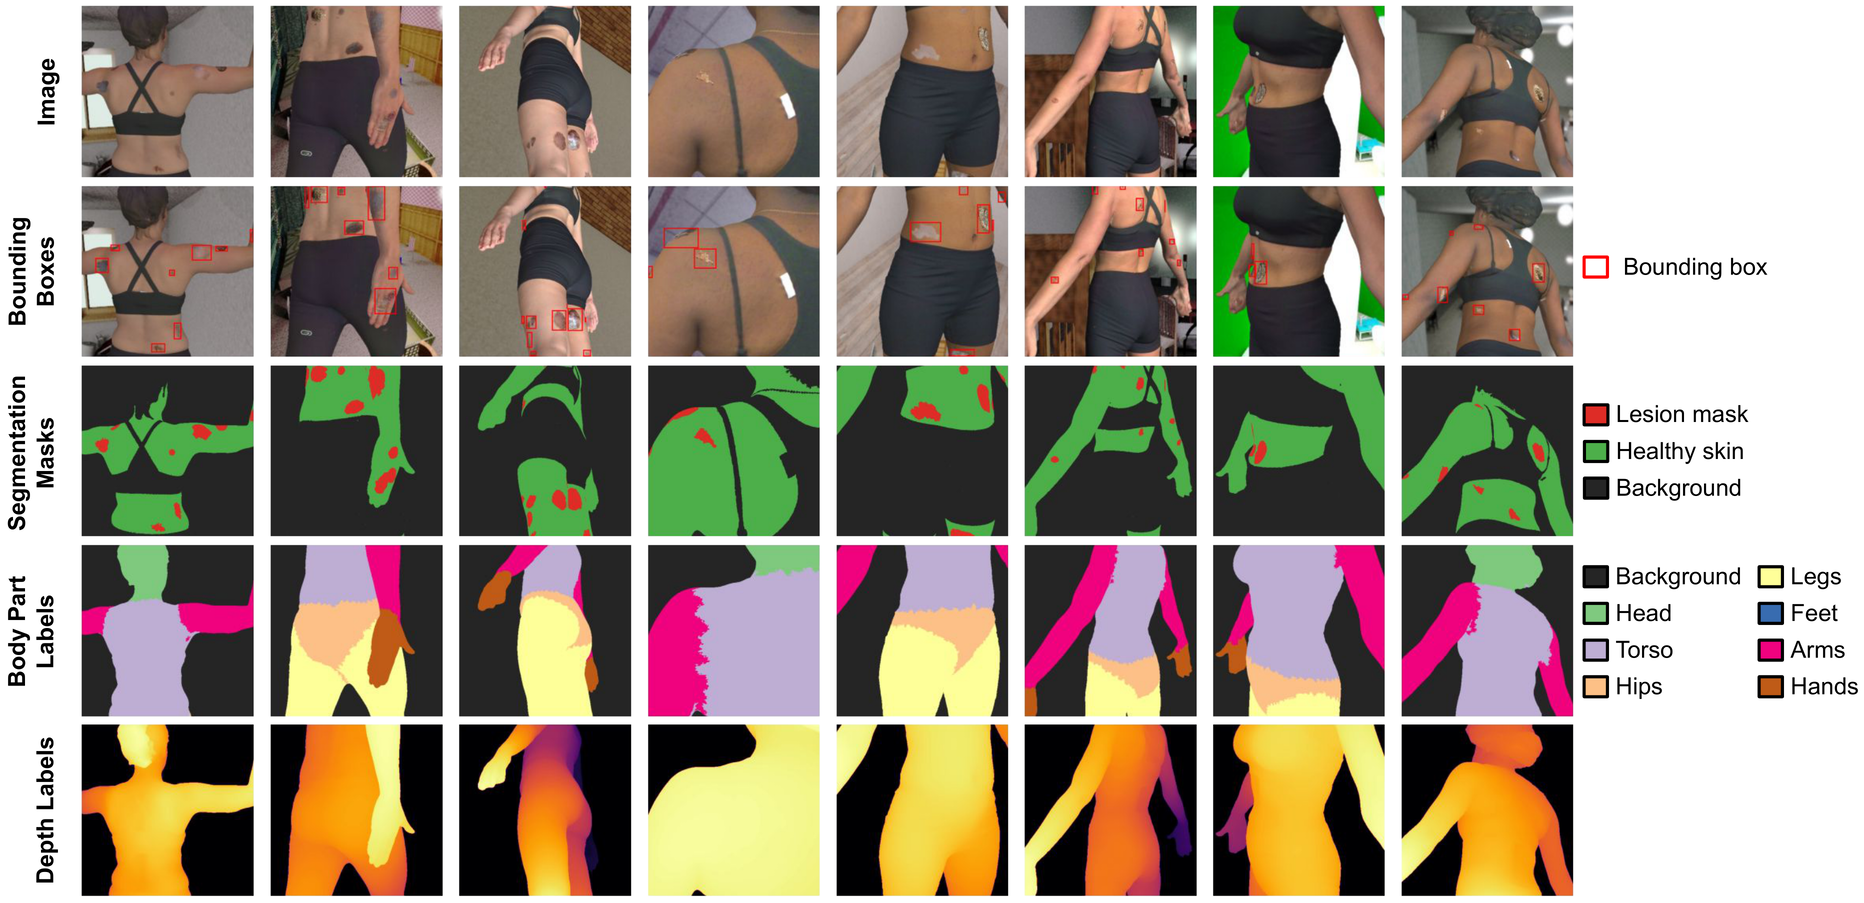 Image
Bounding
Boxes
Bounding box
Segmentation
Masks
Lesion mask
Healthy skin
Background
Body Part
Labels
Background
Legs
Head
Feet
Torso
Arms
Hips
Hands
Depth Labels